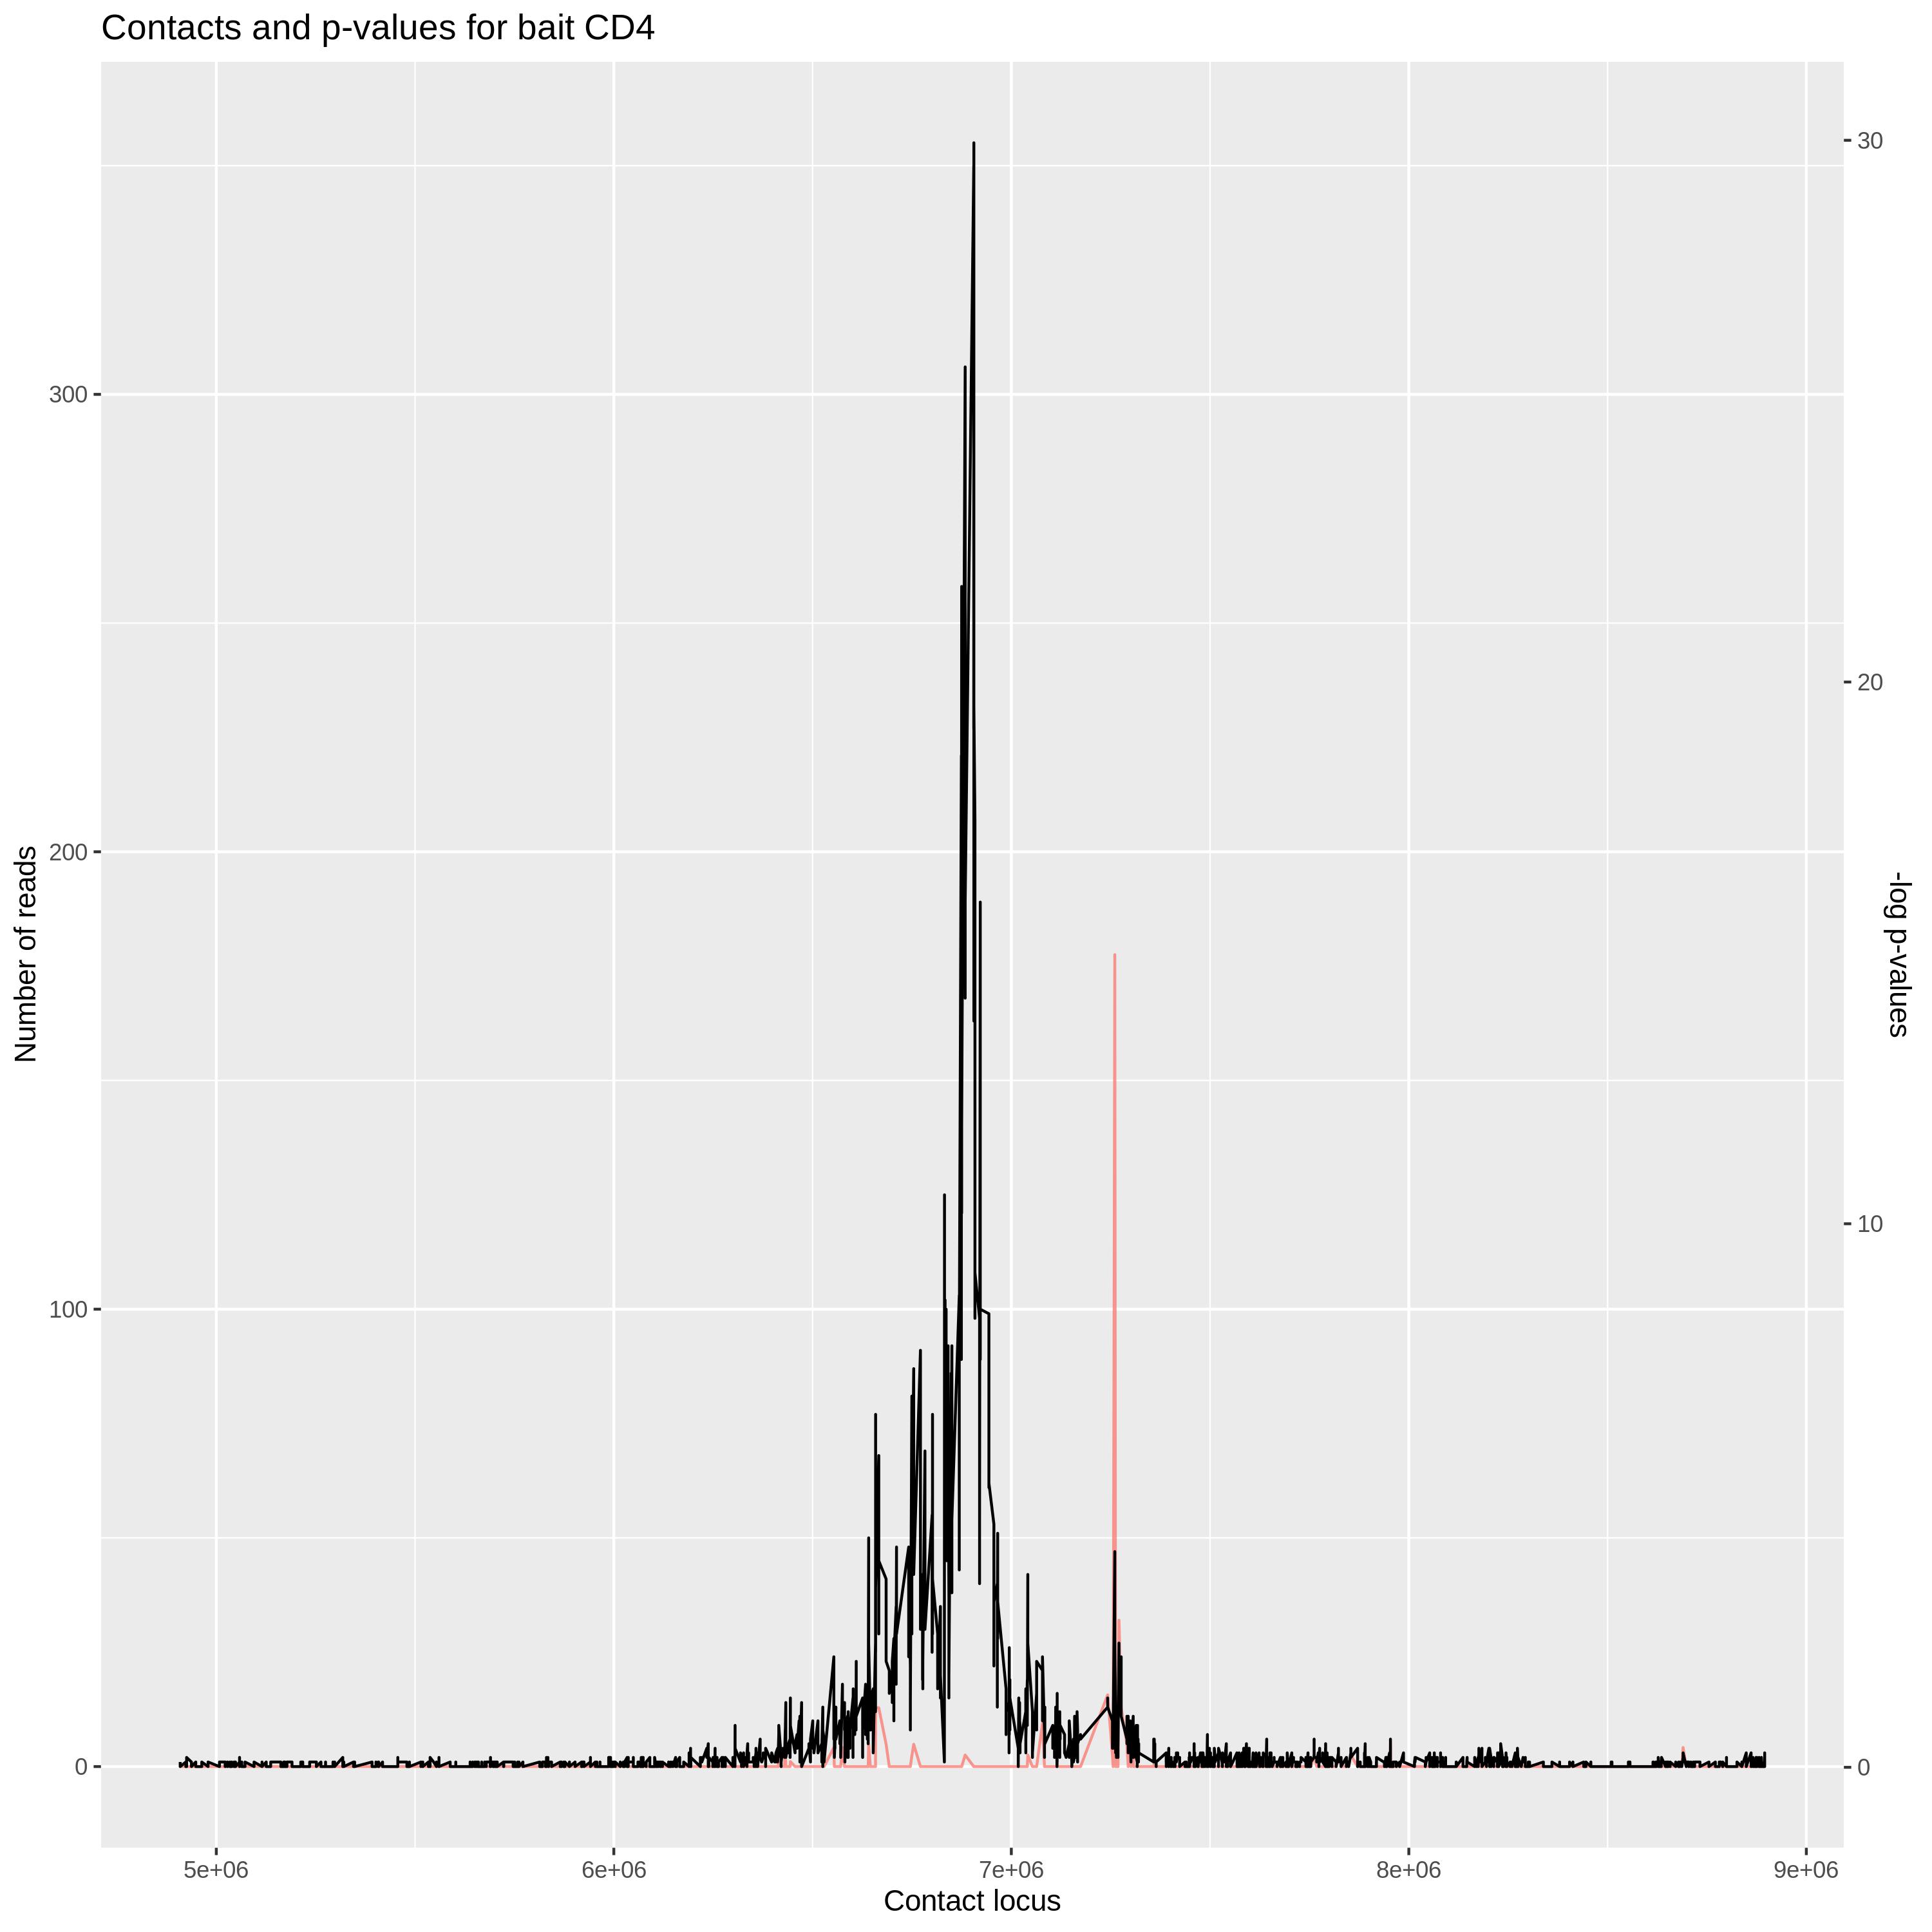 Contacts and p-values for bait CD4
Number of reads
300
200
100
0
30
20
10
0
-log p-values
5e+06
6e+06
7e+06
8e+06
9e+06
Contact locus